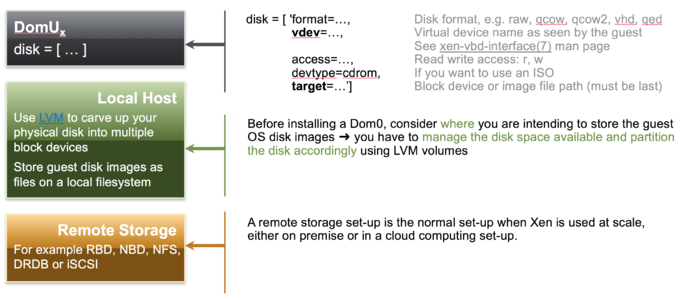 DomUx
disk = [ … ]
disk = [ 'format=…, Disk format, e.g. raw, qcow, qcow2, vhd, qed
vdev=…, Virtual device name as seen by the guest
See xen-vbd-interface(7) man page
access=…, Read write access: r, w
devtype=cdrom, If you want to use an ISO
target=…'] Block device or image file path (must be last)
Local Host
Use LVM to carve up your
physical disk into multiple
block devices
Store guest disk images as
files on a local filesystem
Before installing a Dom0, consider where you are intending to store the guest
OS disk images ➜ you have to manage the disk space available and partition
the disk accordingly using LVM volumes
Remote Storage
For example RBD, NBD, NFS,
DRDB or iSCSI
A remote storage set-up is the normal set-up when Xen is used at scale,
either on premise or in a cloud computing set-up.